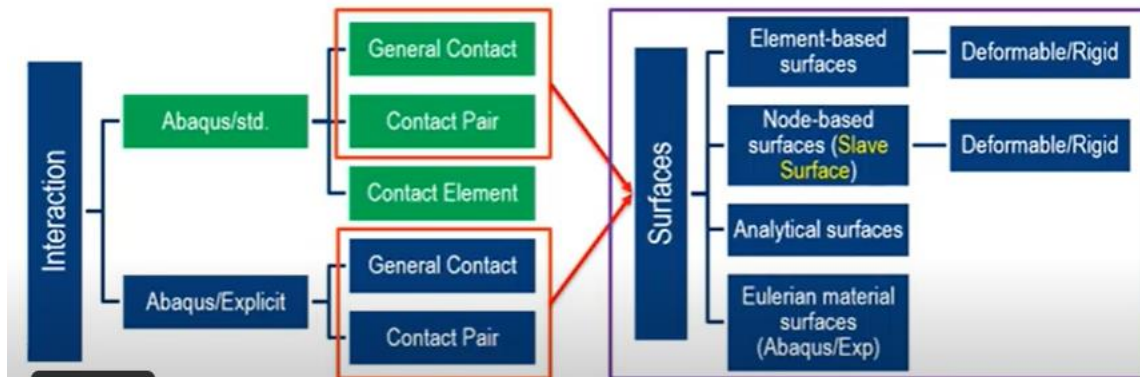 Interaction
Abaqus/std.
General Contact
Contact Pair
Contact Element
Abaqus/Explicit
General Contact
Contact Pair
Surfaces
Element-based
surfaces
Deformable/Rigid
Node-based
surfaces (Slave
Surface)
Deformable/Rigid
Analytical surfaces
Eulerian material
surfaces
(Abaqus/Exp)